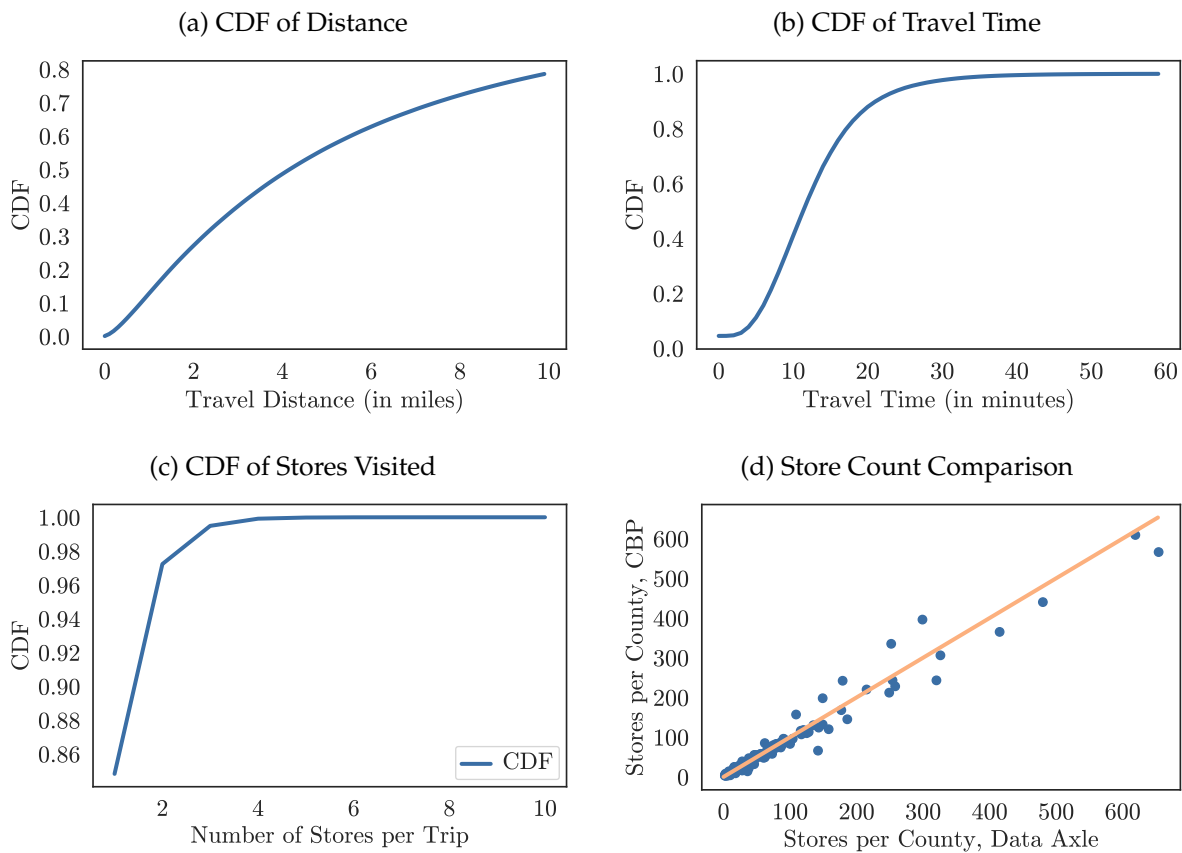 (a) CDF of Distance
CDF
0.8
0.7
0.6
0.5
0.4
0.3
0.2
0.1
0.0
0 2 4 6 8 10
Travel Distance (in miles)
(b) CDF of Travel Time
CDF
1.0
0.8
0.6
0.4
0.2
0.0
0 10 20 30 40 50 60
Travel Time (in minutes)
(c) CDF of Stores Visited
CDF
1.00
0.98
0.96
0.94
0.92
0.90
0.88
0.86
CDF
2 4 6 8 10
Number of Stores per Trip
(d) Store Count Comparison
Stores per County, CBP
600
500
400
300
200
100
0
0 100 200 300 400 500 600
Stores per County, Data Axle